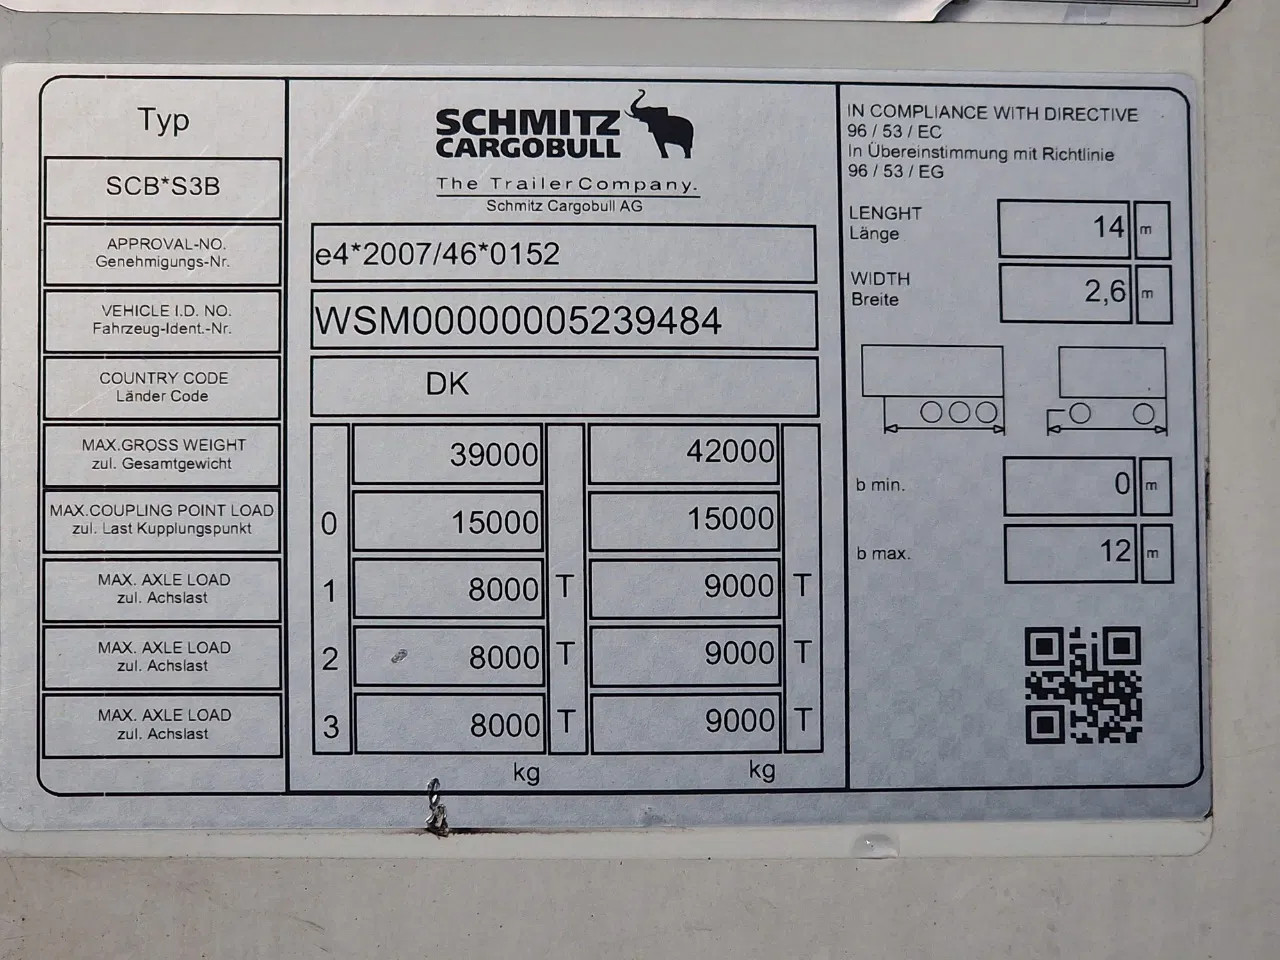 Typ
SCHMITZ
CARGOBULL
The Trailer Company.
Schmitz Cargobull AG
SCB*S3B
APPROVAL-NO.
Genehmigungs-Nr.
e4*2007/46*0152
VEHICLE I.D. NO.
Fahrzeug-Ident.-Nr.
WSM00000005239484
COUNTRY CODE
Länder Code
DK
MAX.GROSS WEIGHT
zul. Gesamtgewicht
39000 42000
MAX.COUPLING POINT LOAD
zul. Last Kupplungspunkt
0 15000 15000
MAX. AXLE LOAD
zul. Achslast
1 8000 T 9000 T
MAX. AXLE LOAD
zul. Achslast
2 8000 T 9000 T
MAX. AXLE LOAD
zul. Achslast
3 8000 T 9000 T
kg kg
IN COMPLIANCE WITH DIRECTIVE
96 / 53 / EC
In Übereinstimmung mit Richtlinie
96 / 53 / EG
LENGHT
Länge
14 m
WIDTH
Breite
2,6 m
b min. 0 m
b max. 12 m